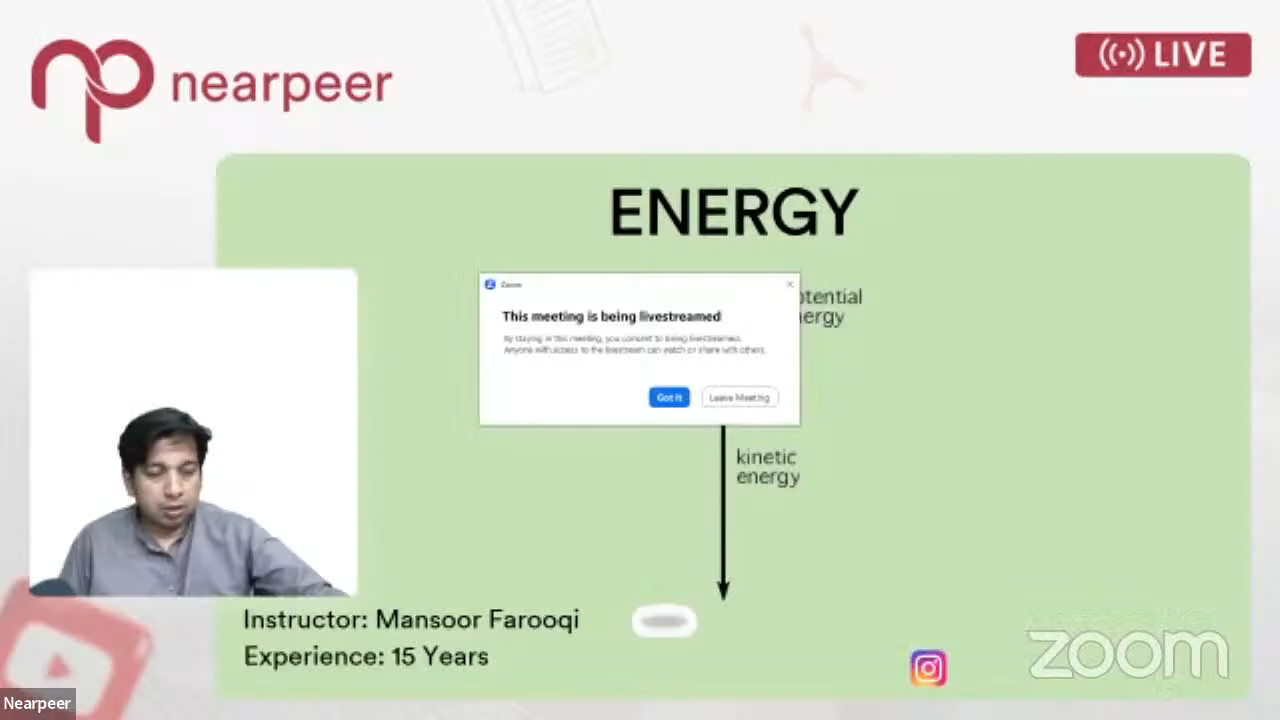 nearpeer
LIVE
ENERGY
Zoom
otential
ergy
This meeting is being livestreamed
By staying in this meeting, you consent to being livestreamed.
Anyone with access to the livestream can watch or share with others.
Got it
Leave Meeting
kinetic
energy
Instructor: Mansoor Farooqi
Experience: 15 Years
zoom
Nearpeer